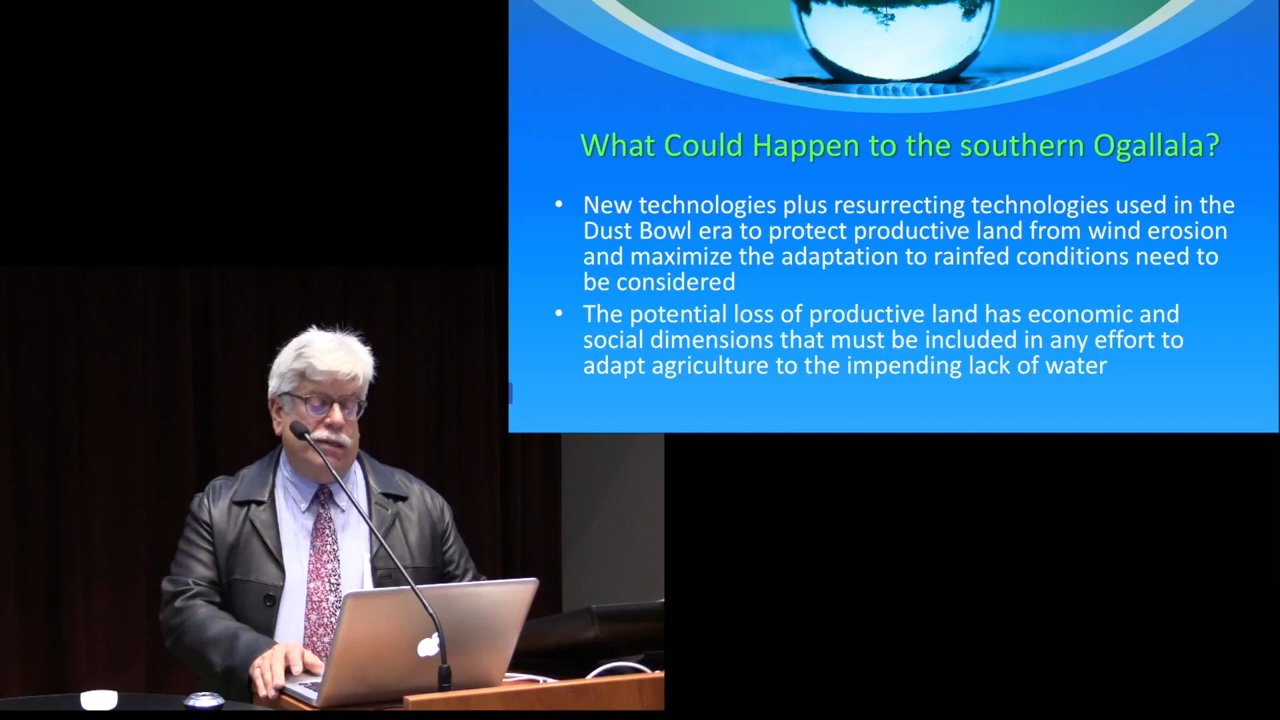 What Could Happen to the southern Ogallala?
• New technologies plus resurrecting technologies used in the
Dust Bowl era to protect productive land from wind erosion
and maximize the adaptation to rainfed conditions need to
be considered
• The potential loss of productive land has economic and
social dimensions that must be included in any effort to
adapt agriculture to the impending lack of water